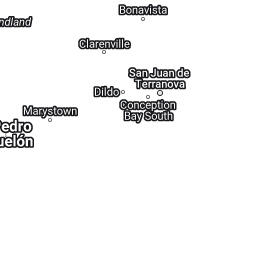 Bonavista
ndland
Clarenville
San Juan de
Terranova
Dildo
Conception
Bay South
Marystown
edro
uelón